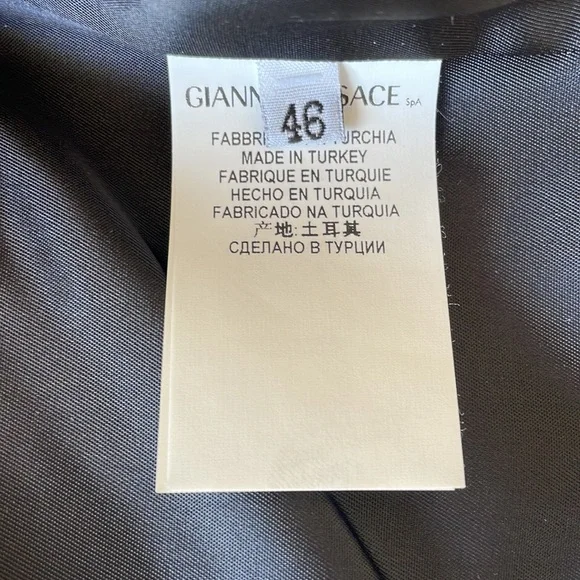 GIANN SACE SpA
46
FABBRI URCHIA
MADE IN TURKEY
FABRIQUE EN TURQUIE
HECHO EN TURQUIA
FABRICADO NA TURQUIA
产地:土耳其
СДЕЛАНО В ТУРЦИИ